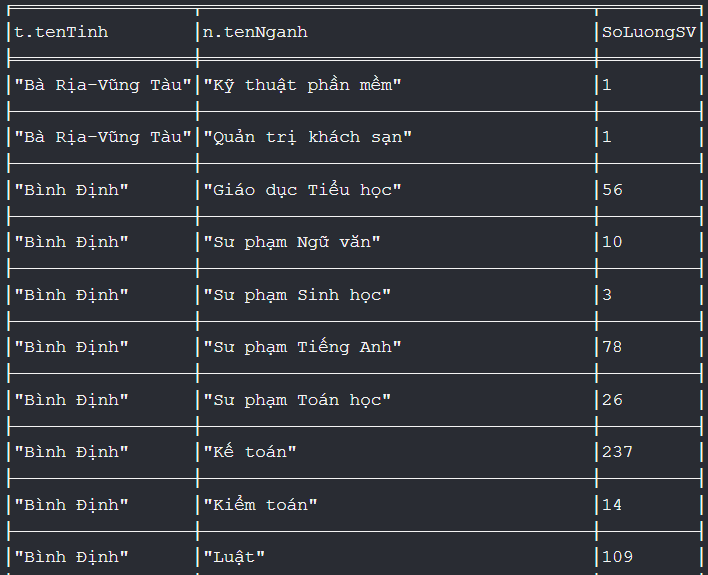 t.tenTinh n.tenNganh SoLuongSV
"Bà Rịa-Vũng Tàu" "Kỹ thuật phần mềm" 1
"Bà Rịa-Vũng Tàu" "Quản trị khách sạn" 1
"Bình Định" "Giáo dục Tiểu học" 56
"Bình Định" "Sư phạm Ngữ văn" 10
"Bình Định" "Sư phạm Sinh học" 3
"Bình Định" "Sư phạm Tiếng Anh" 78
"Bình Định" "Sư phạm Toán học" 26
"Bình Định" "Kế toán" 237
"Bình Định" "Kiểm toán" 14
"Bình Định" "Luật" 109